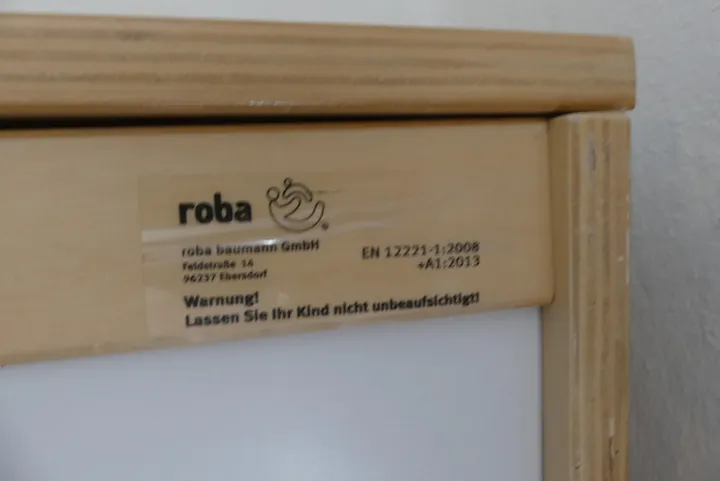 roba
roba baumann GmbH
Feldstraße 14
96237 Ebersdorf
EN 12221-1:2008
+A1:2013
Warnung!
Lassen Sie Ihr Kind nicht unbeaufsichtigt!